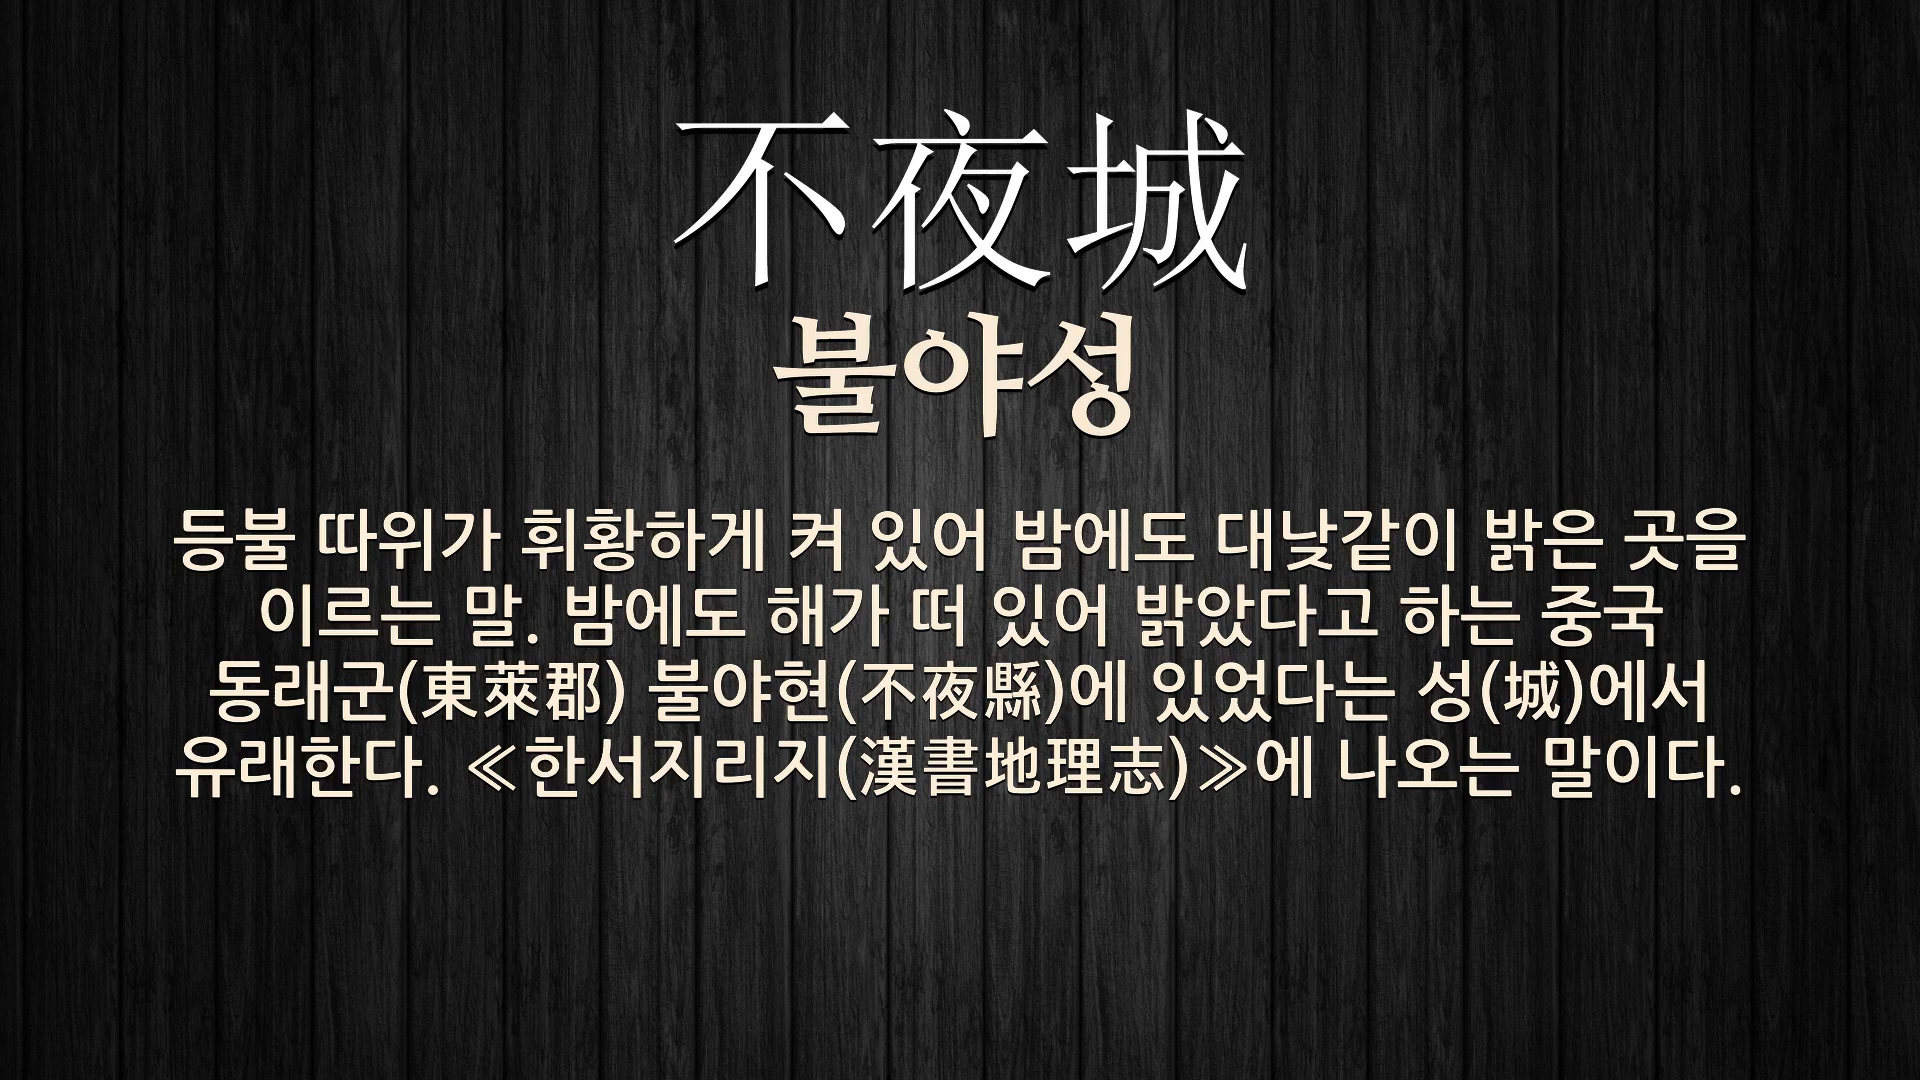 不夜城
불야성
등불 따위가 휘황하게 켜 있어 밤에도 대낮같이 밝은 곳을
이르는 말. 밤에도 해가 떠 있어 밝았다고 하는 중국
동래군(東萊郡) 불야현(不夜縣)에 있었다는 성(城)에서
유래한다. ≪한서지리지(漢書地理志)≫에 나오는 말이다.